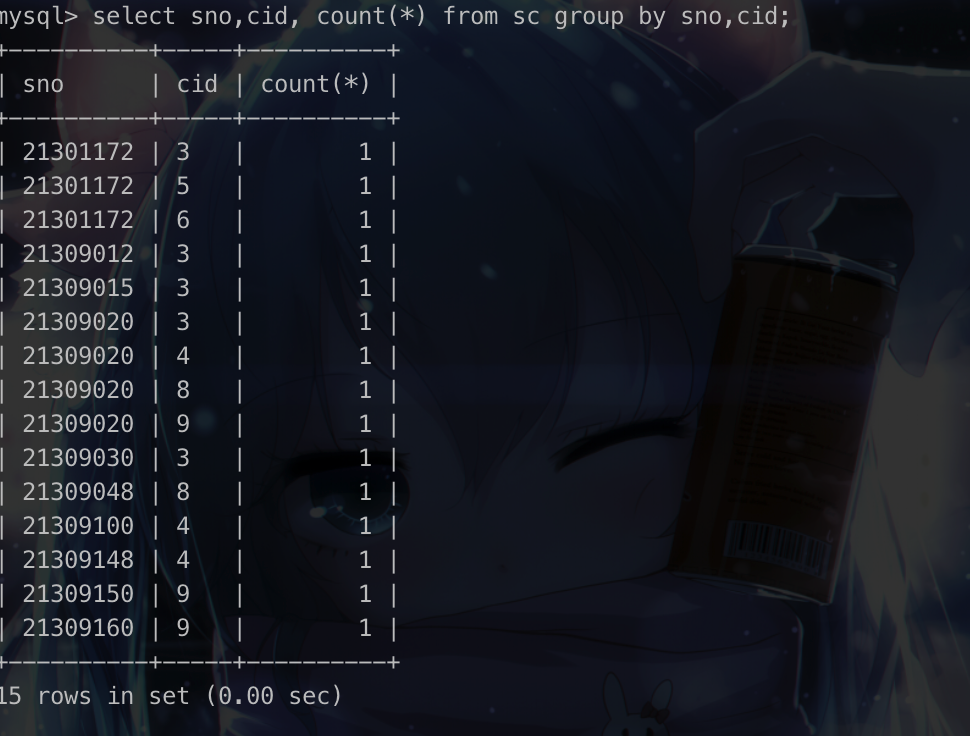 mysql> select sno,cid, count(*) from sc group by sno,cid;
+----------+-----+----------+
| sno      | cid | count(*) |
+----------+-----+----------+
| 21301172 | 3   |        1 |
| 21301172 | 5   |        1 |
| 21301172 | 6   |        1 |
| 21309012 | 3   |        1 |
| 21309015 | 3   |        1 |
| 21309020 | 3   |        1 |
| 21309020 | 4   |        1 |
| 21309020 | 8   |        1 |
| 21309020 | 9   |        1 |
| 21309030 | 3   |        1 |
| 21309048 | 8   |        1 |
| 21309100 | 4   |        1 |
| 21309148 | 4   |        1 |
| 21309150 | 9   |        1 |
| 21309160 | 9   |        1 |
+----------+-----+----------+
15 rows in set (0.00 sec)